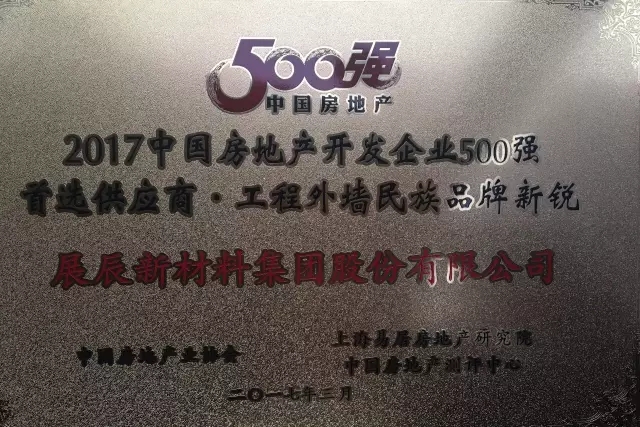 500强
中国房地产
2017中国房地产开发企业500强
首选供应商·工程外墙民族品牌新锐
展辰新材料集团股份有限公司
中国房地产业协会
上海易居房地产研究院
中国房地产测评中心
二〇一七年三月